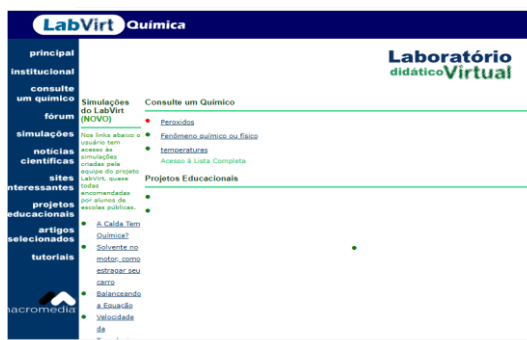 LabVirt Química
Laboratório
didáticoVirtual
principal
institucional
consulte
um químico
fórum
simulações
notícias
científicas
sites
nteressantes
projetos
educacionais
artigos
selecionados
tutoriais
nacromedia
Simulações
do LabVirt
(NOVO)
Nos links abaixo o
usuário tem
acesso às
simulações
criadas pela
equipe do projeto
LabVirt, quase
todas
encomendadas
por alunos de
escolas públicas.
A Calda Tem
Química?
Solvente no
motor, como
estragar seu
carro
Balanceando
a Equação
Velocidade
da
Consulte um Químico
Peroxidos
Fenômeno químico ou físico
temperaturas
Acesso à Lista Completa
Projetos Educacionais